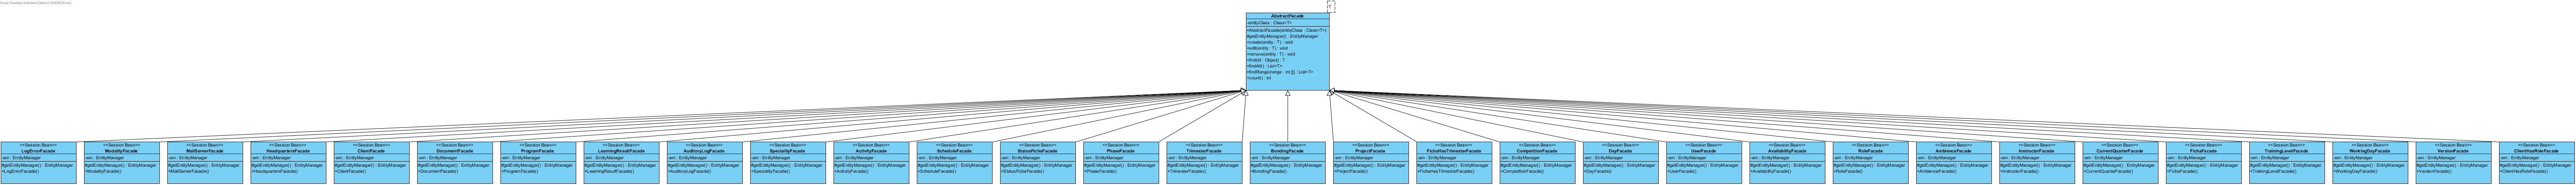 T
AbstractFacade
-entityClass : Class<T>
+AbstractFacade(entityClass : Class<T>)
#getEntityManager() : EntityManager
+create(entity : T) : void
+edit(entity : T) : void
+remove(entity : T) : void
+find(id : Object) : T
+findAll() : List<T>
+findRange(range : int []) : List<T>
+count() : int
<<Session Bean>>
LogErrorFacade
-em : EntityManager
#getEntityManager() : EntityManager
+LogErrorFacade()
<<Session Bean>>
ModalityFacade
-em : EntityManager
#getEntityManager() : EntityManager
+ModalityFacade()
<<Session Bean>>
MailServerFacade
-em : EntityManager
#getEntityManager() : EntityManager
+MailServerFacade()
<<Session Bean>>
HeadquartersFacade
-em : EntityManager
#getEntityManager() : EntityManager
+HeadquartersFacade()
<<Session Bean>>
ClientFacade
-em : EntityManager
#getEntityManager() : EntityManager
+ClientFacade()
<<Session Bean>>
DocumentFacade
-em : EntityManager
#getEntityManager() : EntityManager
+DocumentFacade()
<<Session Bean>>
ProgramFacade
-em : EntityManager
#getEntityManager() : EntityManager
+ProgramFacade()
<<Session Bean>>
LearningResultFacade
-em : EntityManager
#getEntityManager() : EntityManager
+LearningResultFacade()
<<Session Bean>>
AuditoryLogFacade
-em : EntityManager
#getEntityManager() : EntityManager
+AuditoryLogFacade()
<<Session Bean>>
SpecialityFacade
-em : EntityManager
#getEntityManager() : EntityManager
+SpecialityFacade()
<<Session Bean>>
ActivityFacade
-em : EntityManager
#getEntityManager() : EntityManager
+ActivityFacade()
<<Session Bean>>
ScheduleFacade
-em : EntityManager
#getEntityManager() : EntityManager
+ScheduleFacade()
<<Session Bean>>
StatusFichaFacade
-em : EntityManager
#getEntityManager() : EntityManager
+StatusFichaFacade()
<<Session Bean>>
PhaseFacade
-em : EntityManager
#getEntityManager() : EntityManager
+PhaseFacade()
<<Session Bean>>
TrimesterFacade
-em : EntityManager
#getEntityManager() : EntityManager
+TrimesterFacade()
<<Session Bean>>
BondingFacade
-em : EntityManager
#getEntityManager() : EntityManager
+BondingFacade()
<<Session Bean>>
ProjectFacade
-em : EntityManager
#getEntityManager() : EntityManager
+ProjectFacade()
<<Session Bean>>
FichaHasTrimesterFacade
-em : EntityManager
#getEntityManager() : EntityManager
+FichaHasTrimesterFacade()
<<Session Bean>>
CompetitionFacade
-em : EntityManager
#getEntityManager() : EntityManager
+CompetitionFacade()
<<Session Bean>>
DayFacade
-em : EntityManager
#getEntityManager() : EntityManager
+DayFacade()
<<Session Bean>>
UserFacade
-em : EntityManager
#getEntityManager() : EntityManager
+UserFacade()
<<Session Bean>>
AvailabilityFacade
-em : EntityManager
#getEntityManager() : EntityManager
+AvailabilityFacade()
<<Session Bean>>
RoleFacade
-em : EntityManager
#getEntityManager() : EntityManager
+RoleFacade()
<<Session Bean>>
AmbienceFacade
-em : EntityManager
#getEntityManager() : EntityManager
+AmbienceFacade()
<<Session Bean>>
InstructorFacade
-em : EntityManager
#getEntityManager() : EntityManager
+InstructorFacade()
<<Session Bean>>
CurrentQuarterFacade
-em : EntityManager
#getEntityManager() : EntityManager
+CurrentQuarterFacade()
<<Session Bean>>
FichaFacade
-em : EntityManager
#getEntityManager() : EntityManager
+FichaFacade()
<<Session Bean>>
TrainingLevelFacade
-em : EntityManager
#getEntityManager() : EntityManager
+TrainingLevelFacade()
<<Session Bean>>
WorkingDayFacade
-em : EntityManager
#getEntityManager() : EntityManager
+WorkingDayFacade()
<<Session Bean>>
VersionFacade
-em : EntityManager
#getEntityManager() : EntityManager
+VersionFacade()
<<Session Bean>>
ClientHasRoleFacade
-em : EntityManager
#getEntityManager() : EntityManager
+ClientHasRoleFacade()